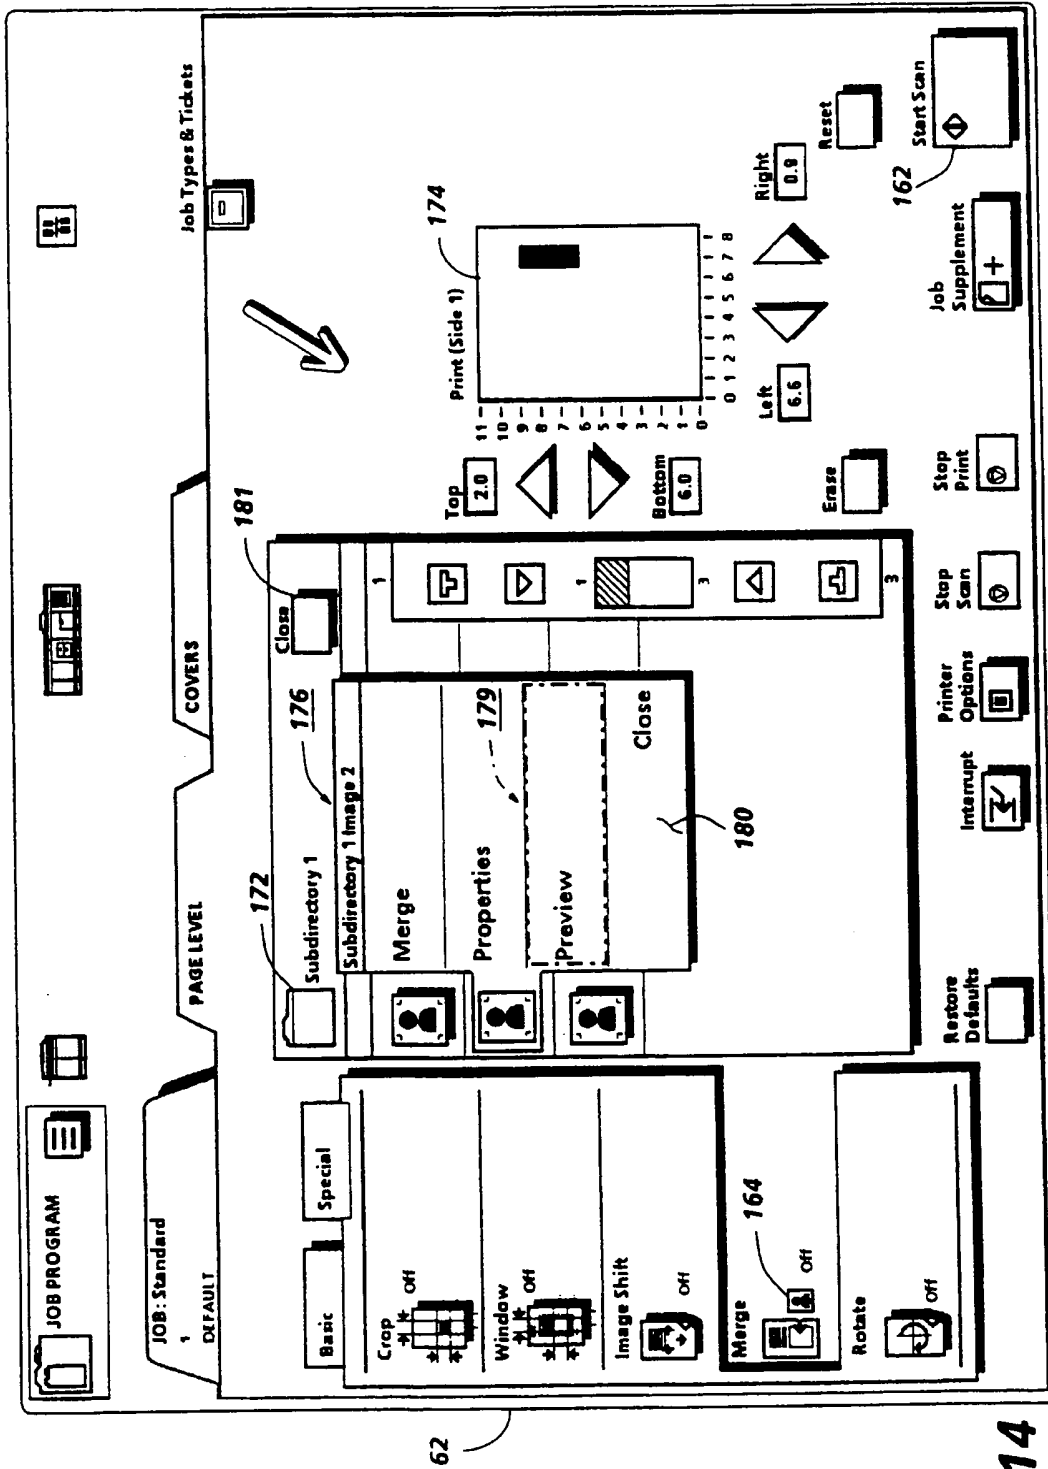 JOB PROGRAM
Job Types & Tickets
JOB: Standard
1
DEFAULT
PAGE LEVEL
COVERS
Basic
Special
Crop
Off
Window
Off
Image Shift
Off
Merge
Off
164
Rotate
Off
172
Subdirectory 1
176
Close
181
Subdirectory 1 Image 2
Merge
Properties
179
Preview
Close
180
1
1
3
3
Print (Side 1)
174
Top
2.0
Bottom
6.0
11
10
9
8
7
6
5
4
3
2
1
0
0 1 2 3 4 5 6 7 8
Left
6.6
Right
0.9
Erase
Reset
Restore
Defaults
Interrupt
Printer
Options
Stop
Scan
Stop
Print
Job
Supplement
Start Scan
162
62
14